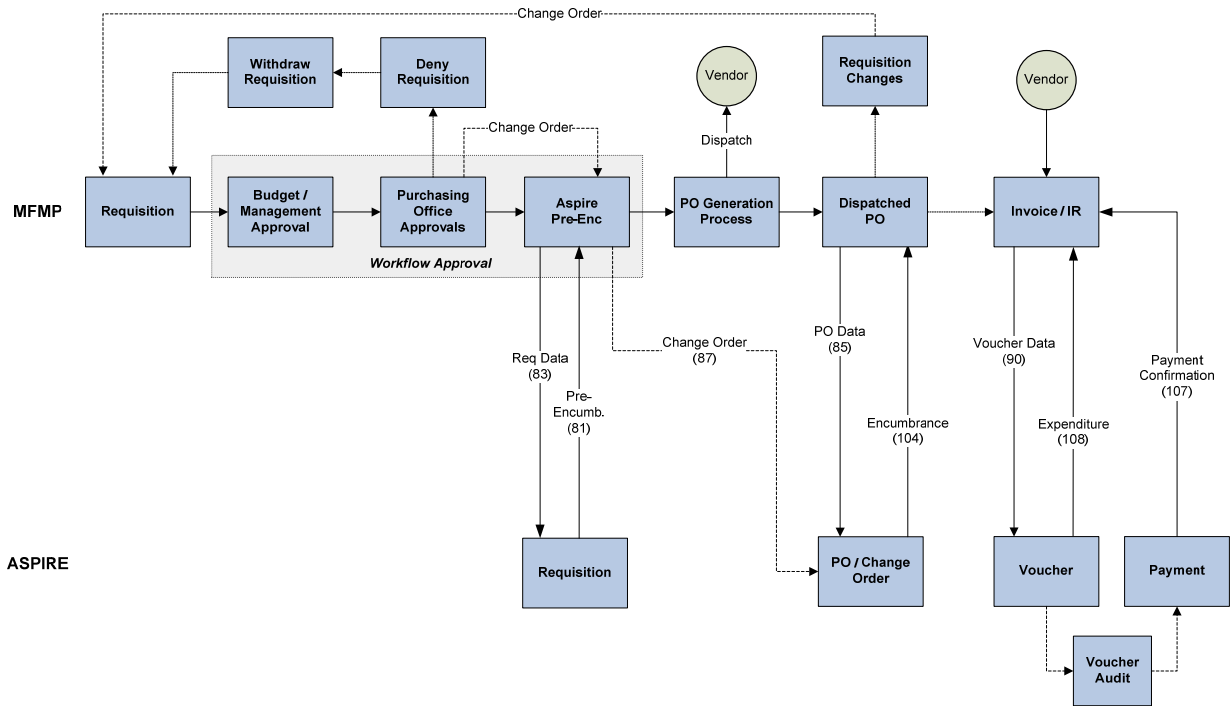 Change Order
Withdraw
Requisition
Deny
Requisition
Vendor
Requisition
Changes
Vendor
Change Order
Dispatch
MFMP
Requisition
Budget /
Management
Approval
Purchasing
Office
Approvals
Aspire
Pre-Enc
PO Generation
Process
Dispatched
PO
Invoice / IR
Workflow Approval
Req Data
(83)
Pre-
Encumb.
(81)
Change Order
(87)
PO Data
(85)
Encumbrance
(104)
Voucher Data
(90)
Expenditure
(108)
Payment
Confirmation
(107)
ASPIRE
Requisition
PO / Change
Order
Voucher
Payment
Voucher
Audit